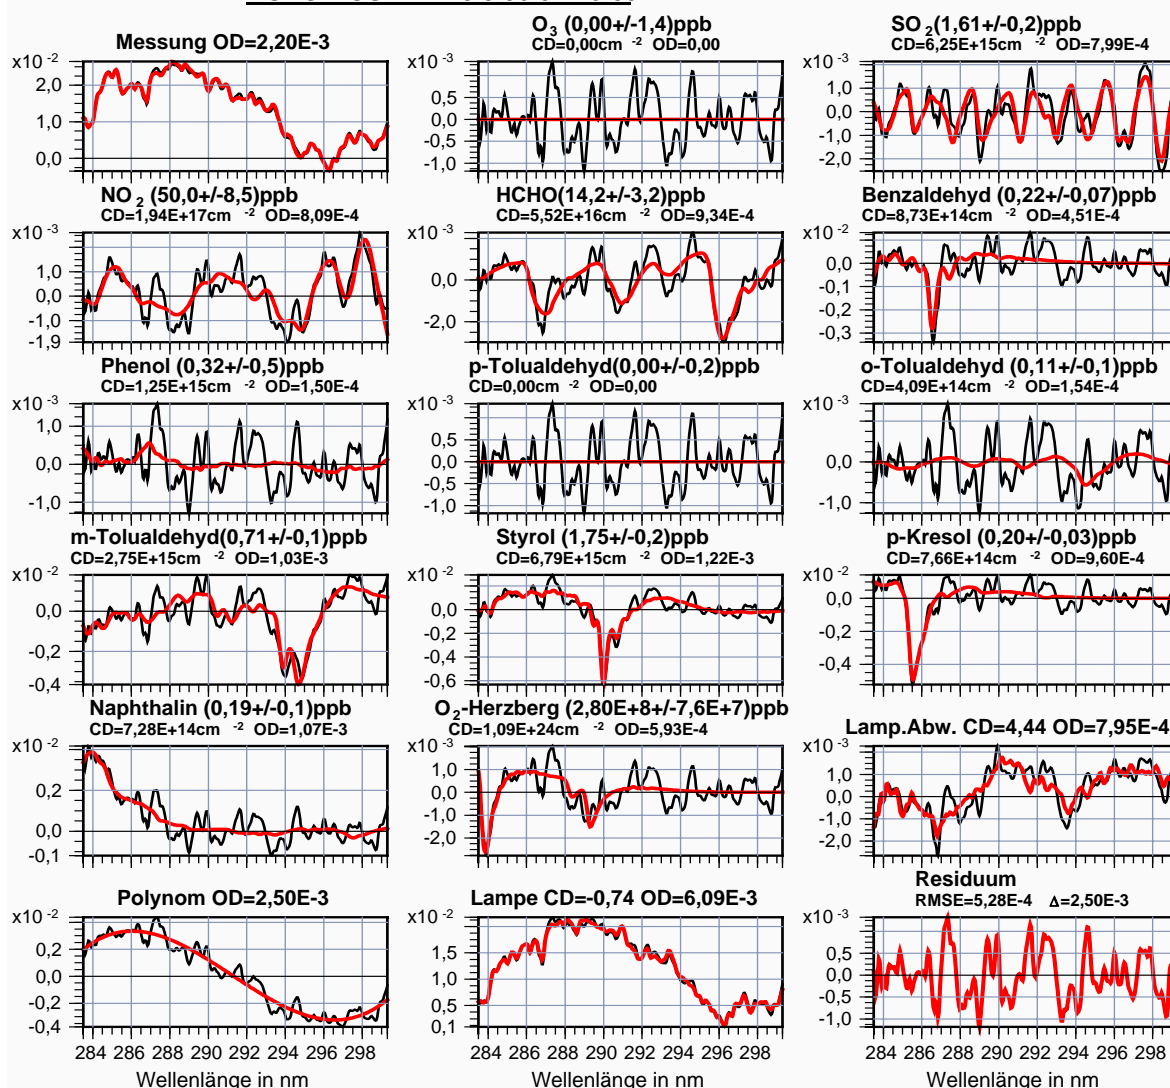 Messung OD=2,20E-3
x10 -2
2,0
1,0
0,0
O3 (0,00+/-1,4)ppb
CD=0,00cm -2 OD=0,00
x10 -3
0,5
0,0
-0,5
-1,0
SO2(1,61+/-0,2)ppb
CD=6,25E+15cm -2 OD=7,99E-4
x10 -3
1,0
0,0
-1,0
-2,0
NO2 (50,0+/-8,5)ppb
CD=1,94E+17cm -2 OD=8,09E-4
x10 -3
1,0
0,0
-1,0
-1,9
HCHO(14,2+/-3,2)ppb
CD=5,52E+16cm -2 OD=9,34E-4
x10 -3
0,0
-2,0
Benzaldehyd (0,22+/-0,07)ppb
CD=8,73E+14cm -2 OD=4,51E-4
x10 -2
0,0
-0,1
-0,2
-0,3
Phenol (0,32+/-0,5)ppb
CD=1,25E+15cm -2 OD=1,50E-4
x10 -3
1,0
0,0
-1,0
p-Tolualdehyd(0,00+/-0,2)ppb
CD=0,00cm -2 OD=0,00
x10 -3
0,5
0,0
-0,5
-1,0
o-Tolualdehyd (0,11+/-0,1)ppb
CD=4,09E+14cm -2 OD=1,54E-4
x10 -3
1,0
0,0
-1,0
m-Tolualdehyd(0,71+/-0,1)ppb
CD=2,75E+15cm -2 OD=1,03E-3
x10 -2
0,0
-0,2
-0,4
Styrol (1,75+/-0,2)ppb
CD=6,79E+15cm -2 OD=1,22E-3
x10 -2
0,0
-0,2
-0,4
-0,6
p-Kresol (0,20+/-0,03)ppb
CD=7,66E+14cm -2 OD=9,60E-4
x10 -2
0,0
-0,4
Naphthalin (0,19+/-0,1)ppb
CD=7,28E+14cm -2 OD=1,07E-3
x10 -2
0,2
0,0
-0,1
O2-Herzberg (2,80E+8+/-7,6E+7)ppb
CD=1,09E+24cm -2 OD=5,93E-4
x10 -3
1,0
0,0
-2,0
Lamp.Abw. CD=4,44 OD=7,95E-4
x10 -3
1,0
0,0
-1,0
-2,0
Polynom OD=2,50E-3
x10 -2
0,2
0,0
-0,2
-0,4
284 286 288 290 292 294 296 298
Wellenlänge in nm
Lampe CD=-0,74 OD=6,09E-3
x10 -2
1,5
1,0
0,5
0,1
284 286 288 290 292 294 296 298
Wellenlänge in nm
Residuum
RMSE=5,28E-4 Δ=2,50E-3
x10 -3
0,5
0,0
-0,5
-1,0
284 286 288 290 292 294 296 298
Wellenlänge in nm